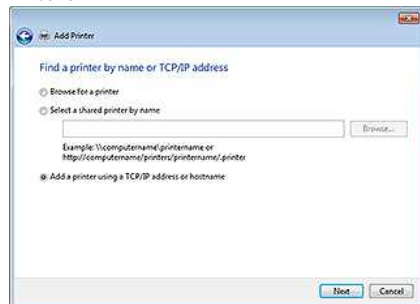 Add Printer
Find a printer by name or TCP/IP address
Browse for a printer
Select a shared printer by name
Browse...
Example: \\computername\printername or
http://computername/printers/printername/.printer
Add a printer using a TCP/IP address or hostname
Next
Cancel